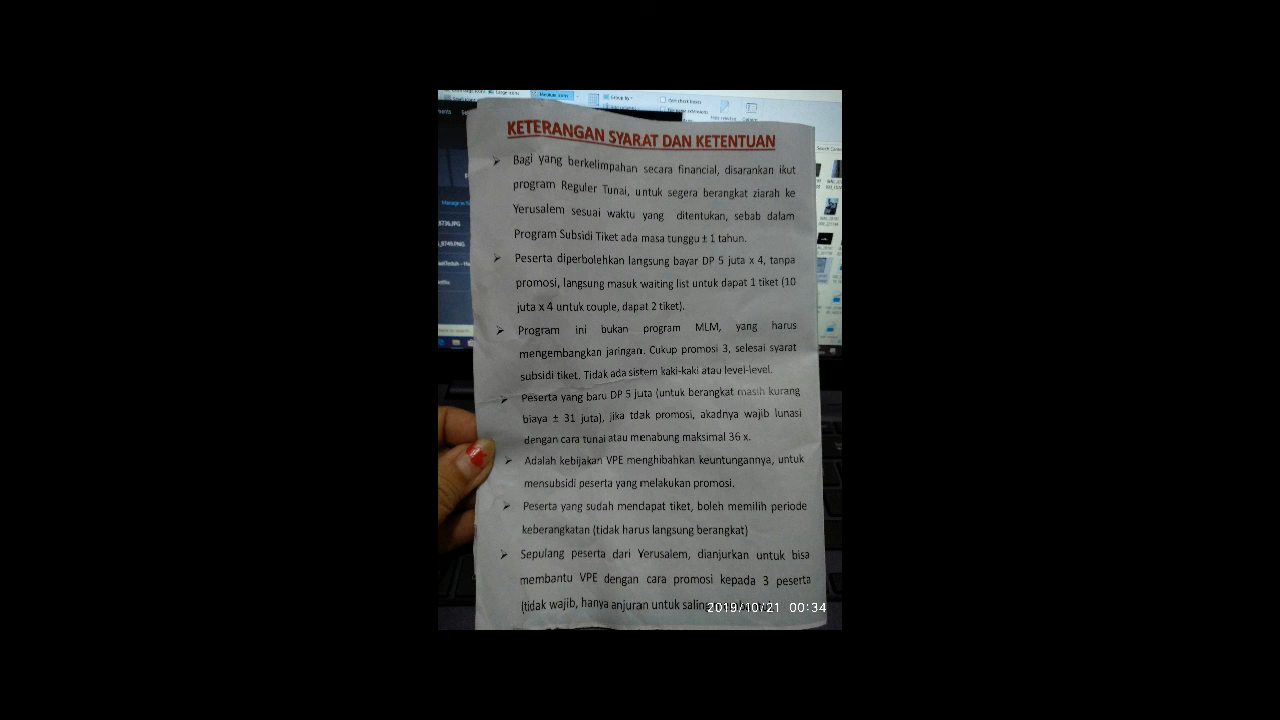 Medium icons
Group by
Item check boxes
KETERANGAN SYARAT DAN KETENTUAN
➤ Bagi yang berkelimpahan secara financial, disarankan ikut
program Reguler Tunai, untuk segera berangkat ziarah ke
Yerusalem sesuai waktu yang ditentukan, sebab dalam
Program Subsidi Tiket ada masa tunggu ± 1 tahun.
➤ Peserta diperbolehkan langsung bayar DP 5 juta x 4, tanpa
promosi, langsung masuk waiting list untuk dapat 1 tiket (10
juta x 4 untuk couple, dapat 2 tiket).
➤ Program ini bukan program MLM, yang harus
mengembangkan jaringan. Cukup promosi 3, selesai syarat
subsidi tiket. Tidak ada sistem kaki-kaki atau level-level.
➤ Peserta yang baru DP 5 juta (untuk berangkat masih kurang
biaya ± 31 juta), jika tdak promosi, akadnya wajib lunasi
dengan cara tunai atau menabung maksimal 36 x.
➤ Adalah kebijakan VPE menghibahkan keuntungannya, untuk
mensubsidi peserta yang melakukan promosi.
➤ Peserta yang sudah mendapat tiket, boleh memilih periode
keberangkatan (tidak harus langsung berangkat)
➤ Sepulang peserta dari Yerusalem, dianjurkan untuk bisa
membantu VPE dengan cara promosi kepada 3 peserta
(tidak wajib, hanya anjuran untuk saling
2019/10/21 00:34